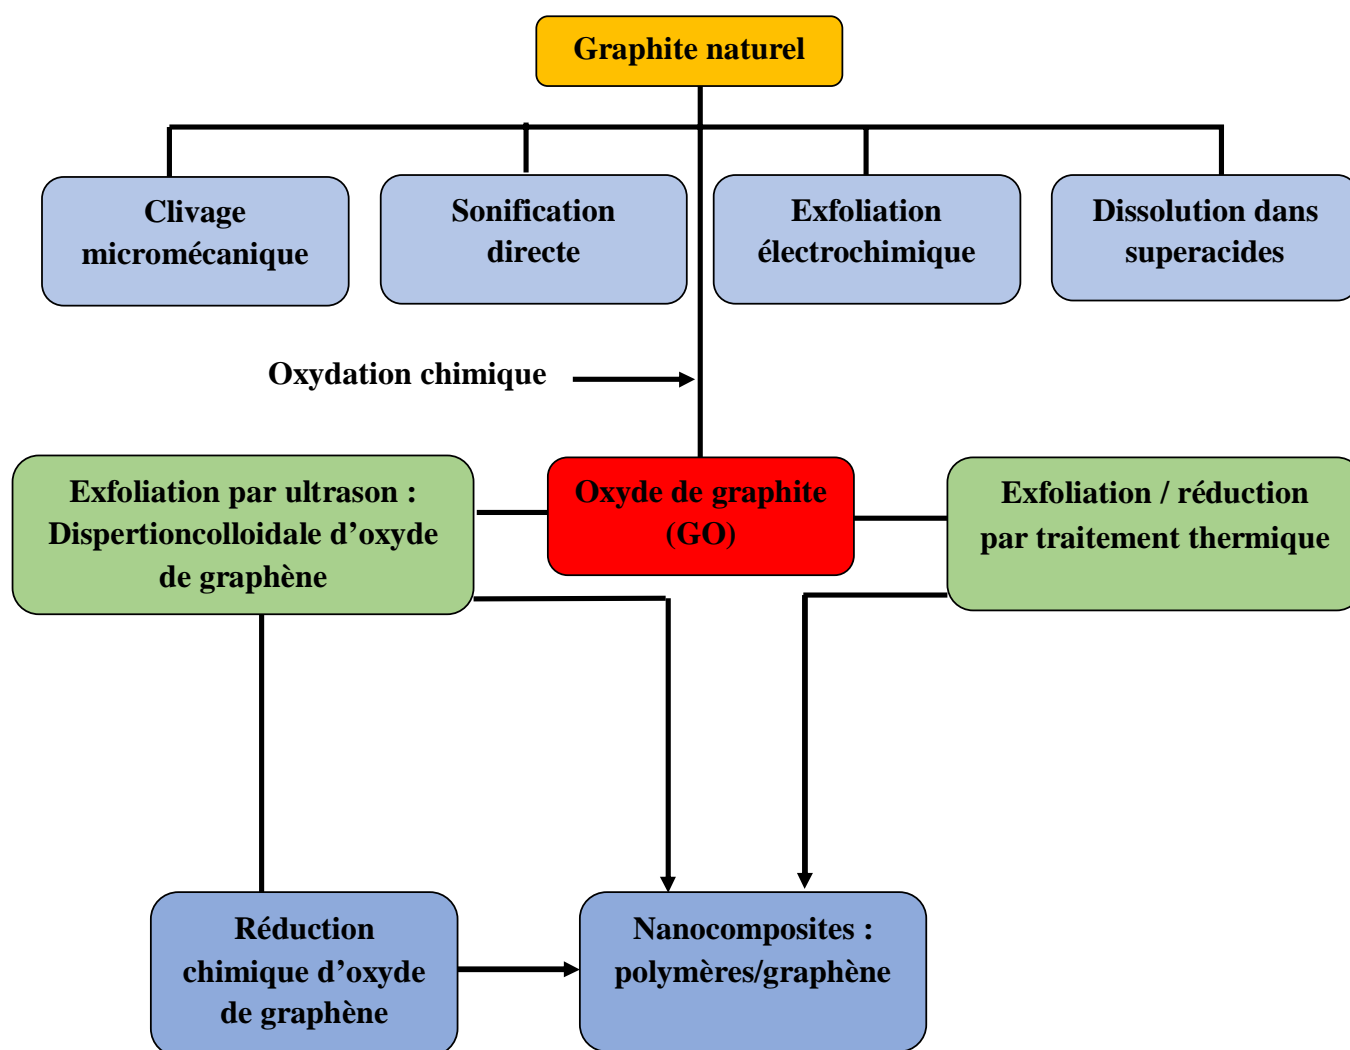 Graphite naturel
Clivage
micromécanique
Sonification
directe
Exfoliation
électrochimique
Dissolution dans
superacides
Oxydation chimique
Exfoliation par ultrason :
Dispertioncolloidale d’oxyde
de graphène
Oxyde de graphite
(GO)
Exfoliation / réduction
par traitement thermique
Réduction
chimique d’oxyde
de graphène
Nanocomposites :
polymères/graphène